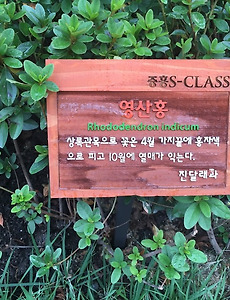 중흥S-CLASS
영산홍
Rhododendron indicum
상록관목으로 꽃은 4월 가지끝에 홍자색
으로 피고 10월에 열매가 익는다.
진달래과